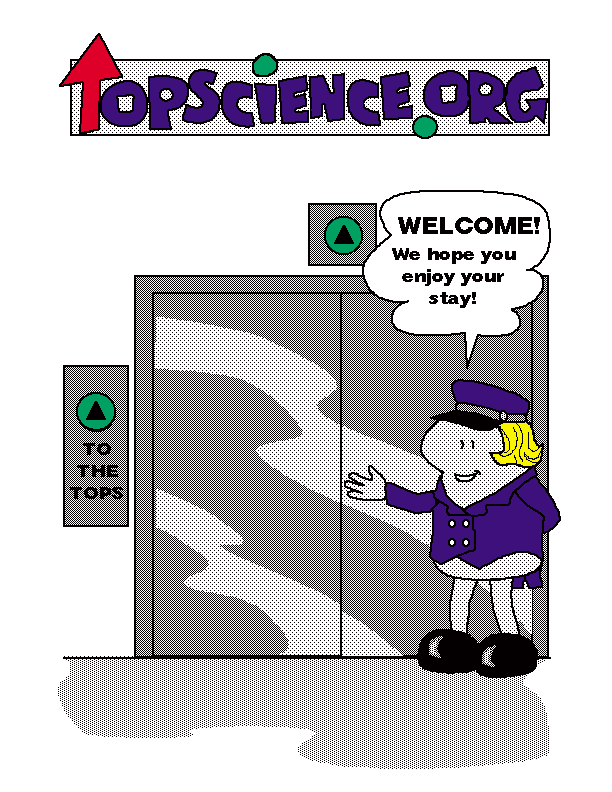 TOPSCIENCE.ORG
WELCOME!
We hope you
enjoy your
stay!
TO
THE
TOPS